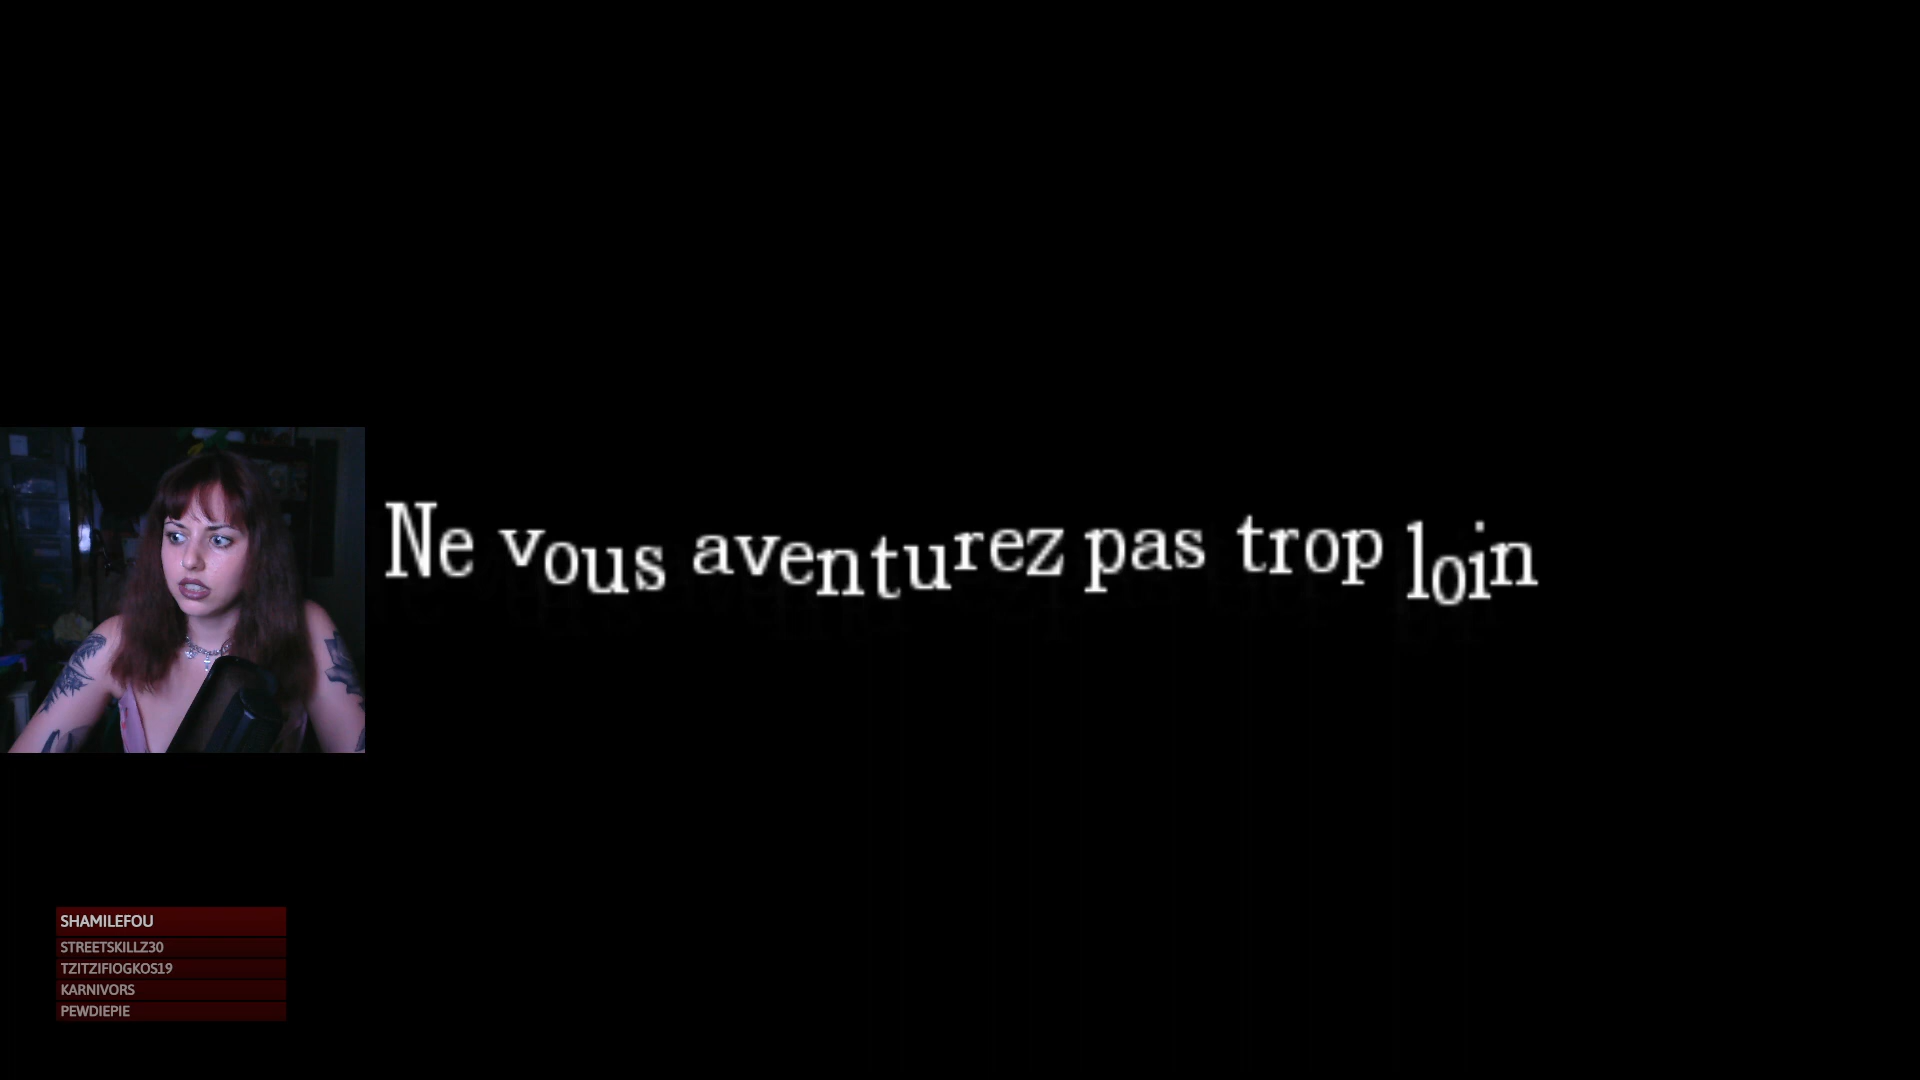 Ne vous aventurez pas trop loin
SHAMILEFOU
STREETSKILLZ30
TZITZIFIOGKOS19
KARNIVORS
PEWDIEPIE